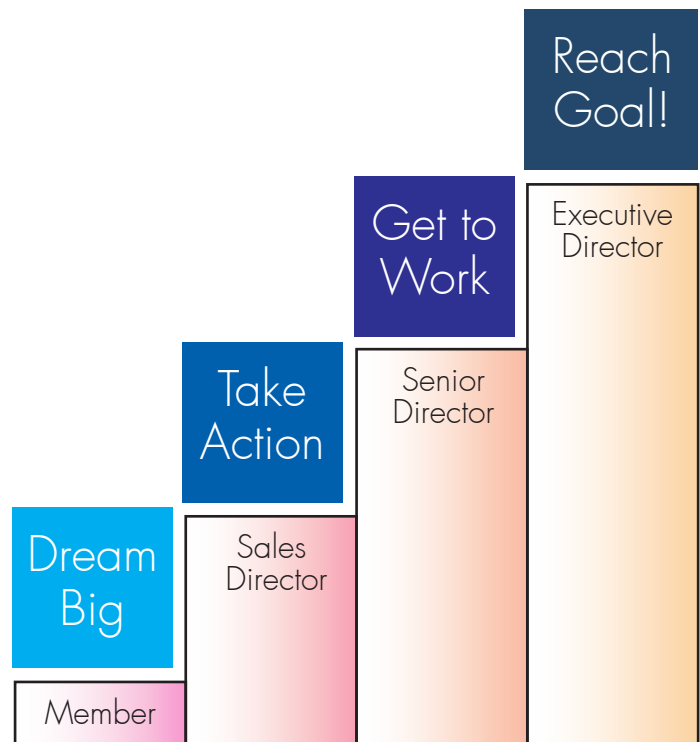 Reach
Goal!
Executive
Director
Get to
Work
Senior
Director
Take
Action
Sales
Director
Dream
Big
Member